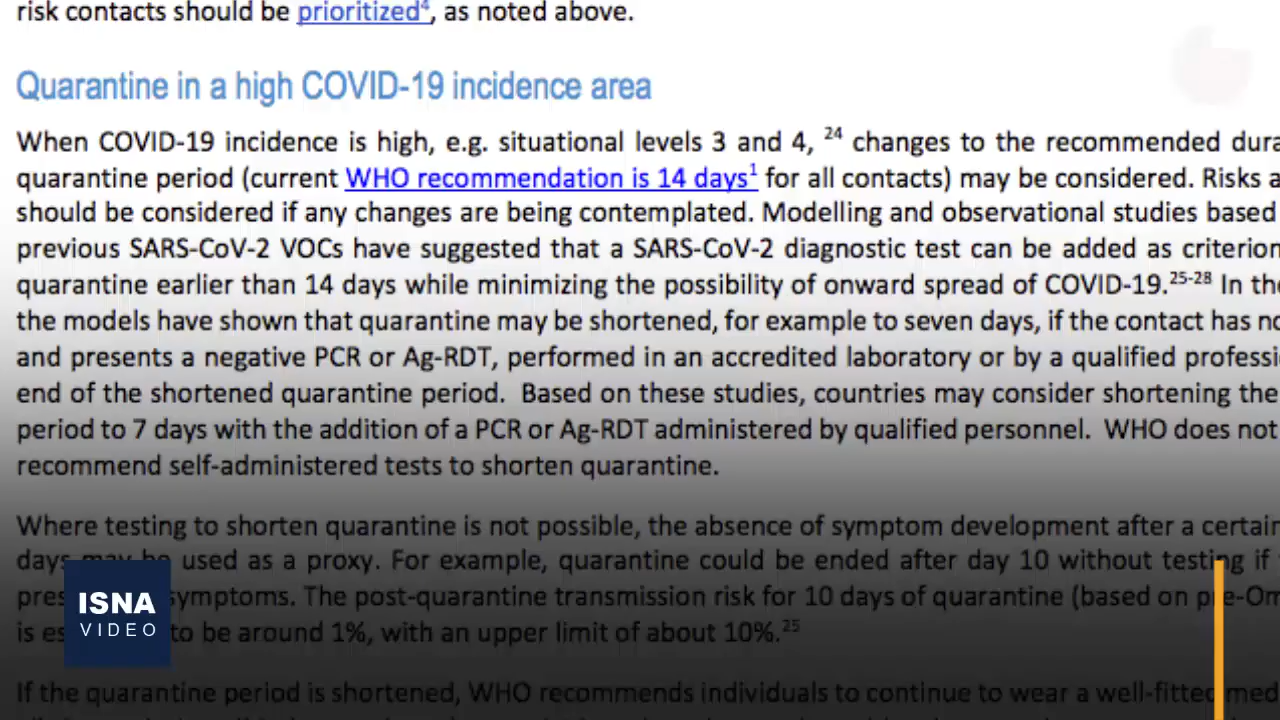 risk contacts should be prioritized⁴, as noted above.
Quarantine in a high COVID-19 incidence area
When COVID-19 incidence is high, e.g. situational levels 3 and 4, ²⁴ changes to the recommended dura
quarantine period (current WHO recommendation is 14 days¹ for all contacts) may be considered. Risks a
should be considered if any changes are being contemplated. Modelling and observational studies based
previous SARS-CoV-2 VOCs have suggested that a SARS-CoV-2 diagnostic test can be added as criterion
quarantine earlier than 14 days while minimizing the possibility of onward spread of COVID-19.²⁵⁻²⁸ In the
the models have shown that quarantine may be shortened, for example to seven days, if the contact has no
and presents a negative PCR or Ag-RDT, performed in an accredited laboratory or by a qualified professi
end of the shortened quarantine period. Based on these studies, countries may consider shortening the
period to 7 days with the addition of a PCR or Ag-RDT administered by qualified personnel. WHO does not
recommend self-administered tests to shorten quarantine.
Where testing to shorten quarantine is not possible, the absence of symptom development after a certain
days may be used as a proxy. For example, quarantine could be ended after day 10 without testing if
pres symptoms. The post-quarantine transmission risk for 10 days of quarantine (based on pre-Om
is es to be around 1%, with an upper limit of about 10%.²⁵
If the quarantine period is shortened, WHO recommends individuals to continue to wear a well-fitted med
ISNA
VIDEO